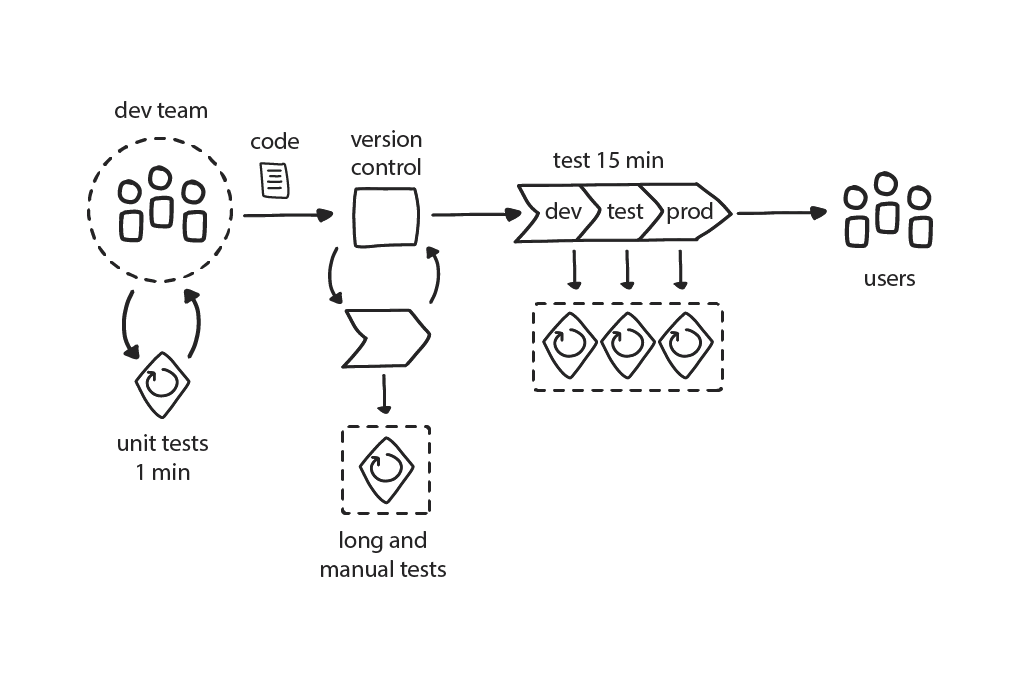 dev team
code
version
control
test 15 min
dev
test
prod
users
unit tests
1 min
long and
manual tests